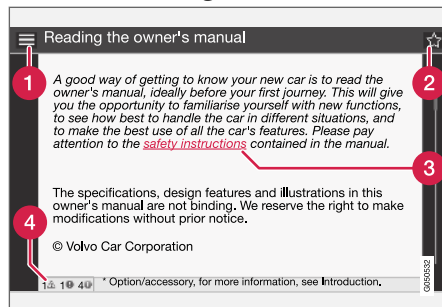 Reading the owner's manual
1
2
A good way of getting to know your new car is to read the
owner's manual, ideally before your first journey. This will give
you the opportunity to familiarise yourself with new functions,
to see how best to handle the car in different situations, and
to make the best use of all the car's features. Please pay
attention to the safety instructions contained in the manual.
3
The specifications, design features and illustrations in this
owner's manual are not binding. We reserve the right to make
modifications without prior notice.
© Volvo Car Corporation
4
1⚠ 1 4 * Option/accessory, for more information, see Introduction.
G050532